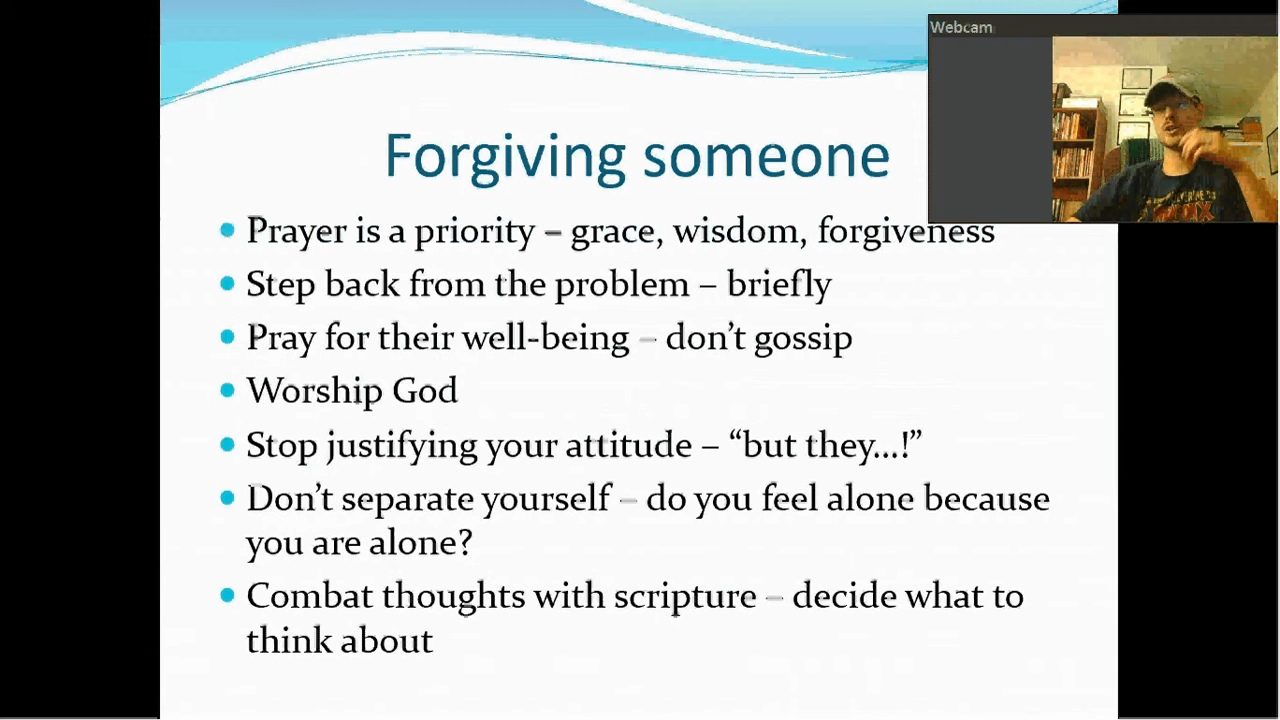 Webcam
Forgiving someone
• Prayer is a priority – grace, wisdom, forgiveness
• Step back from the problem – briefly
• Pray for their well-being – don’t gossip
• Worship God
• Stop justifying your attitude – “but they…!”
• Don’t separate yourself – do you feel alone because
you are alone?
• Combat thoughts with scripture – decide what to
think about